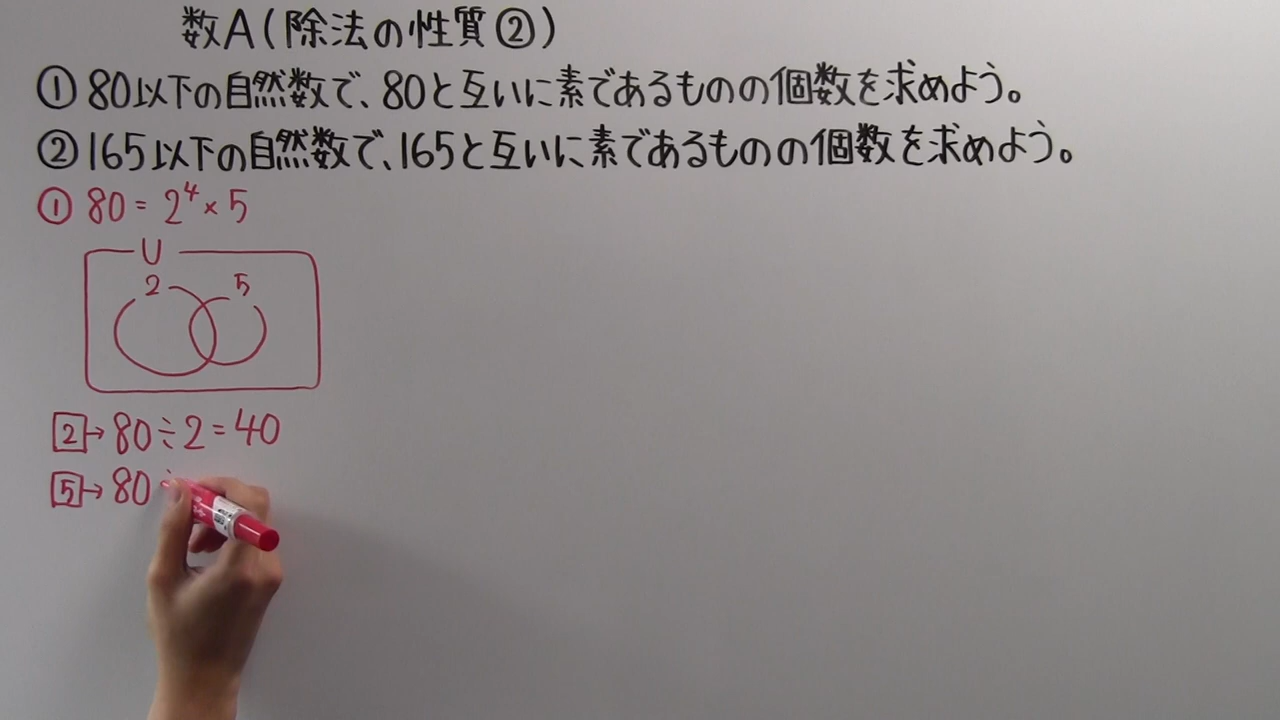 数A(除法の性質②)
①80以下の自然数で、80と互いに素であるものの個数を求めよう。
②165以下の自然数で、165と互いに素であるものの個数を求めよう。
①80=2⁴×5
U
2 5
2→80÷2=40
5→80÷